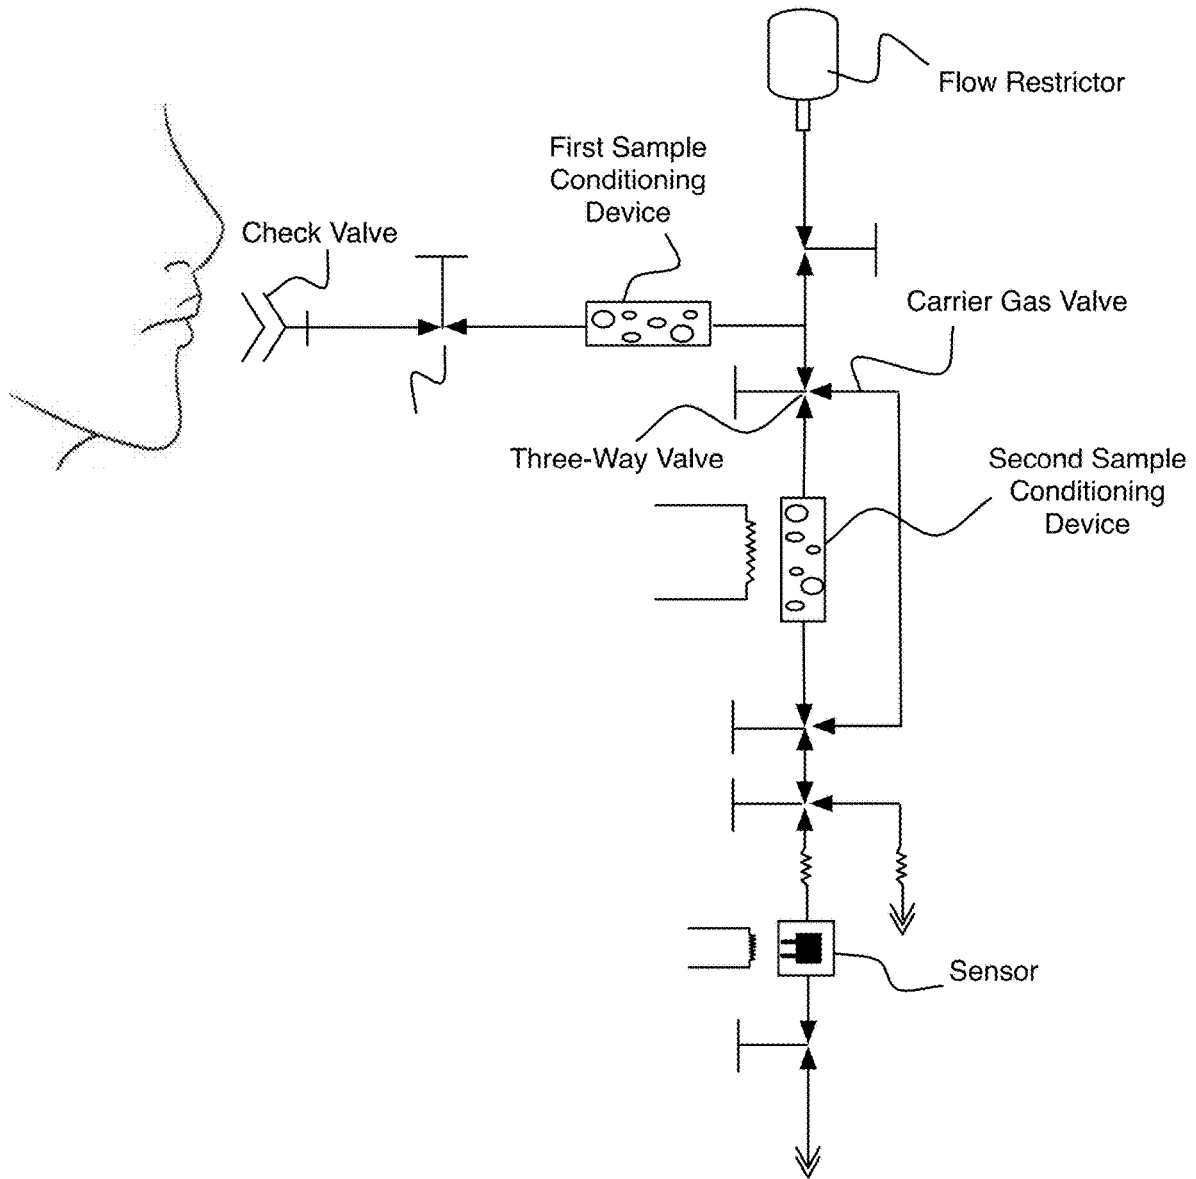 Flow Restrictor
First Sample
Conditioning
Device
Check Valve
Carrier Gas Valve
Three-Way Valve
Second Sample
Conditioning
Device
Sensor